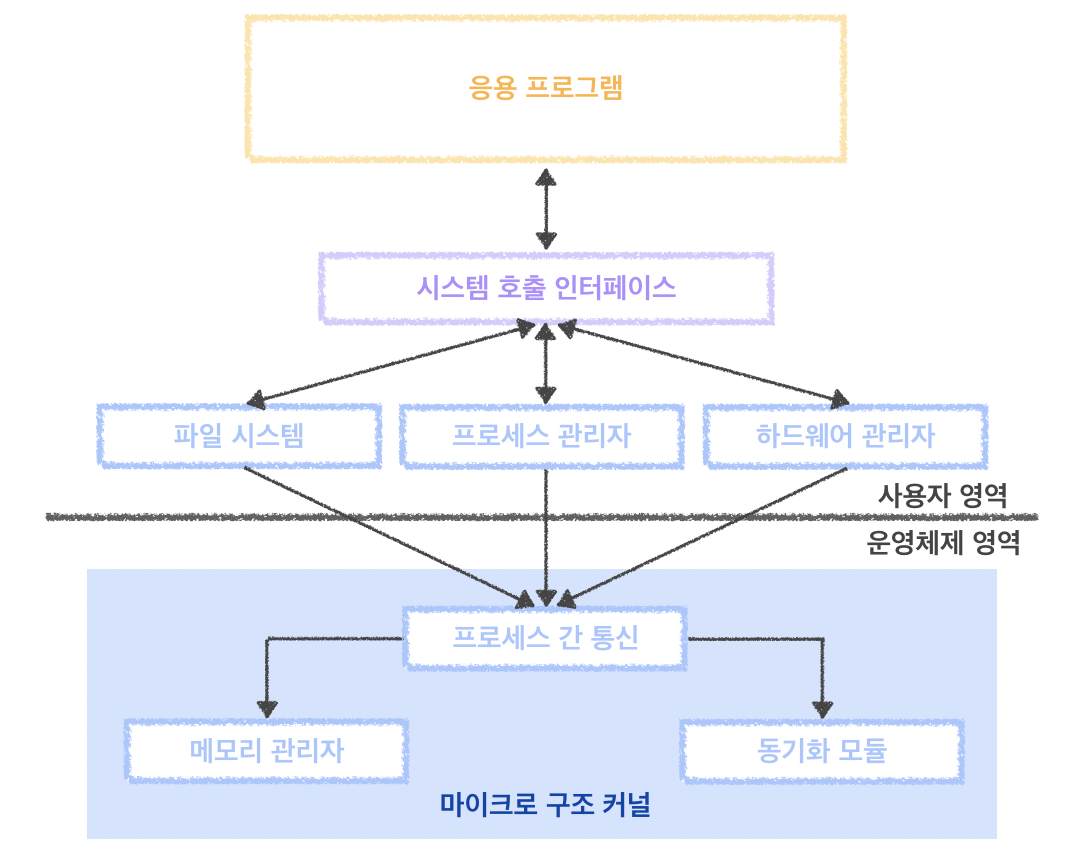 응용 프로그램
시스템 호출 인터페이스
파일 시스템
프로세스 관리자
하드웨어 관리자
사용자 영역
운영체제 영역
프로세스 간 통신
메모리 관리자
동기화 모듈
마이크로 구조 커널